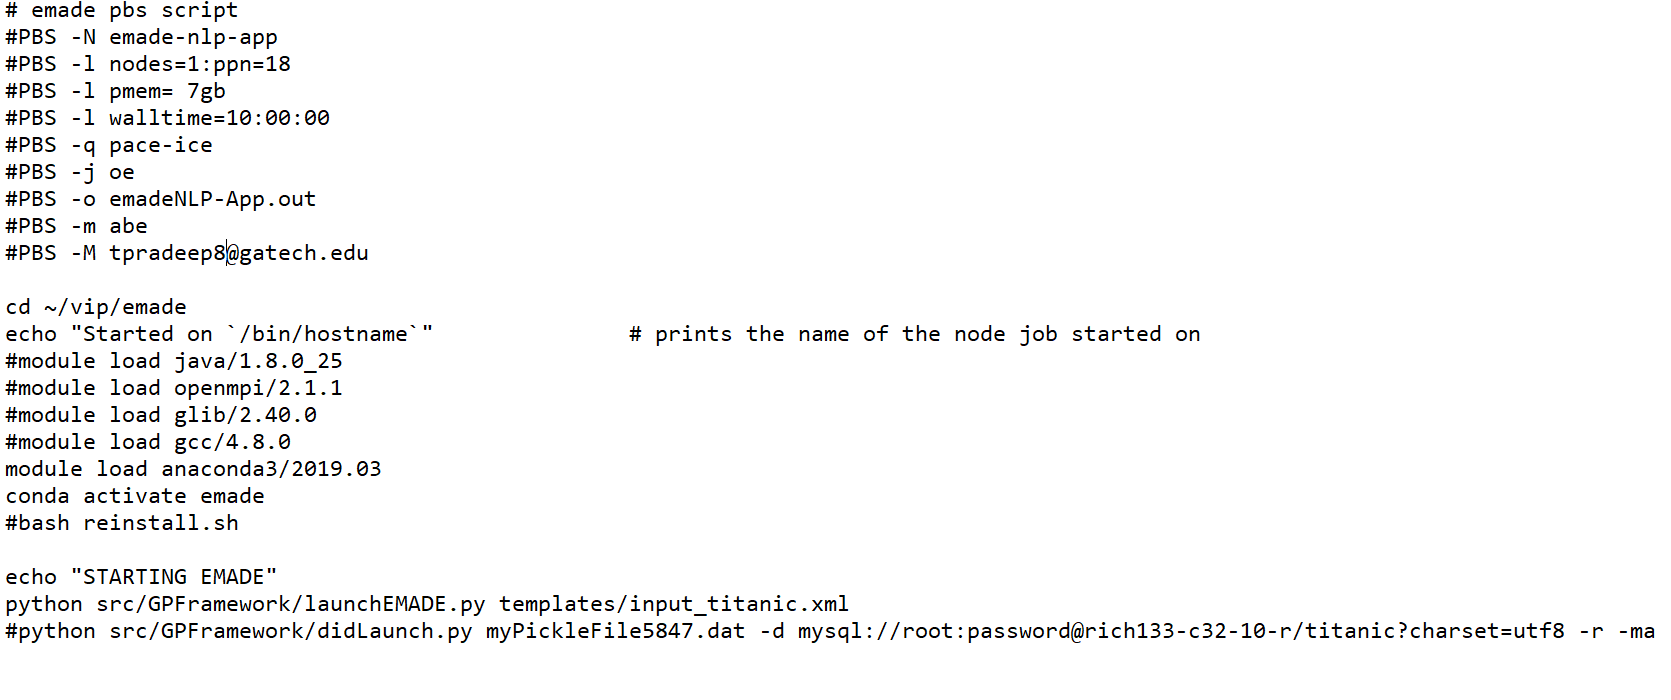 # emade pbs script
#PBS -N emade-nlp-app
#PBS -l nodes=1:ppn=18
#PBS -l pmem= 7gb
#PBS -l walltime=10:00:00
#PBS -q pace-ice
#PBS -j oe
#PBS -o emadeNLP-App.out
#PBS -m abe
#PBS -M tpradeep8@gatech.edu
cd ~/vip/emade
echo "Started on `/bin/hostname`" # prints the name of the node job started on
#module load java/1.8.0_25
#module load openmpi/2.1.1
#module load glib/2.40.0
#module load gcc/4.8.0
module load anaconda3/2019.03
conda activate emade
#bash reinstall.sh
echo "STARTING EMADE"
python src/GPFramework/launchEMADE.py templates/input_titanic.xml
#python src/GPFramework/didLaunch.py myPickleFile5847.dat -d mysql://root:password@rich133-c32-10-r/titanic?charset=utf8 -r -ma